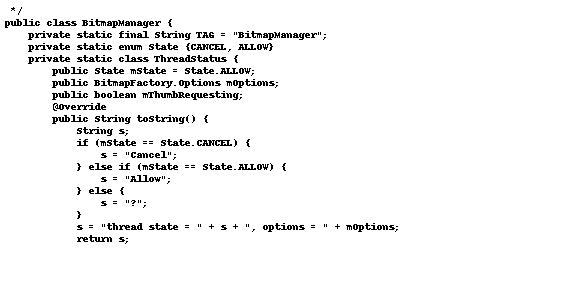 */
public class BitmapManager {
private static final String TAG = "BitmapManager";
private static enum State {CANCEL, ALLOW}
private static class ThreadStatus {
public State mState = State.ALLOW;
public BitmapFactory.Options mOptions;
public boolean mThumbRequesting;
@Override
public String toString() {
String s;
if (mState == State.CANCEL) {
s = "Cancel";
} else if (mState == State.ALLOW) {
s = "Allow";
} else {
s = "?";
}
s = "thread state = " + s + ", options = " + mOptions;
return s;